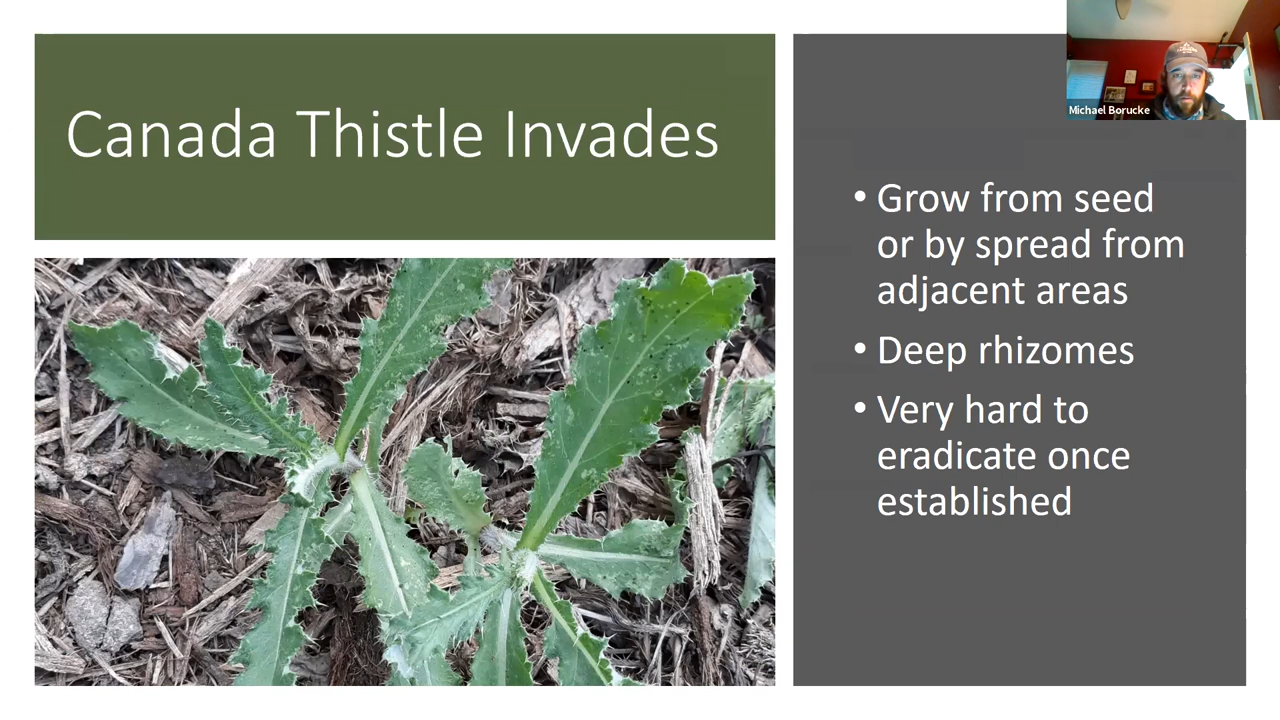 Canada Thistle Invades
Michael Borucke
• Grow from seed
or by spread from
adjacent areas
• Deep rhizomes
• Very hard to
eradicate once
established